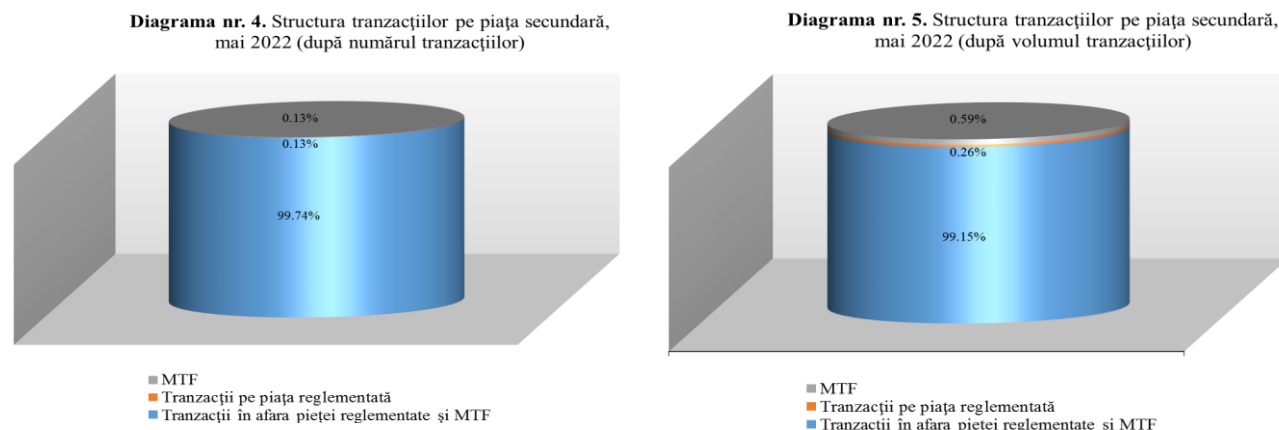 Diagrama nr. 4. Structura tranzacţiilor pe piaţa secundară,
mai 2022 (după numărul tranzacţiilor)
0.13%
0.13%
99.74%
MTF
Tranzacţii pe piaţa reglementată
Tranzacţii în afara pieţei reglementate şi MTF
Diagrama nr. 5. Structura tranzacţiilor pe piaţa secundară,
mai 2022 (după volumul tranzacţiilor)
0.59%
0.26%
99.15%
MTF
Tranzacţii pe piaţa reglementată
Tranzacţii în afara pieţei reglementate şi MTF